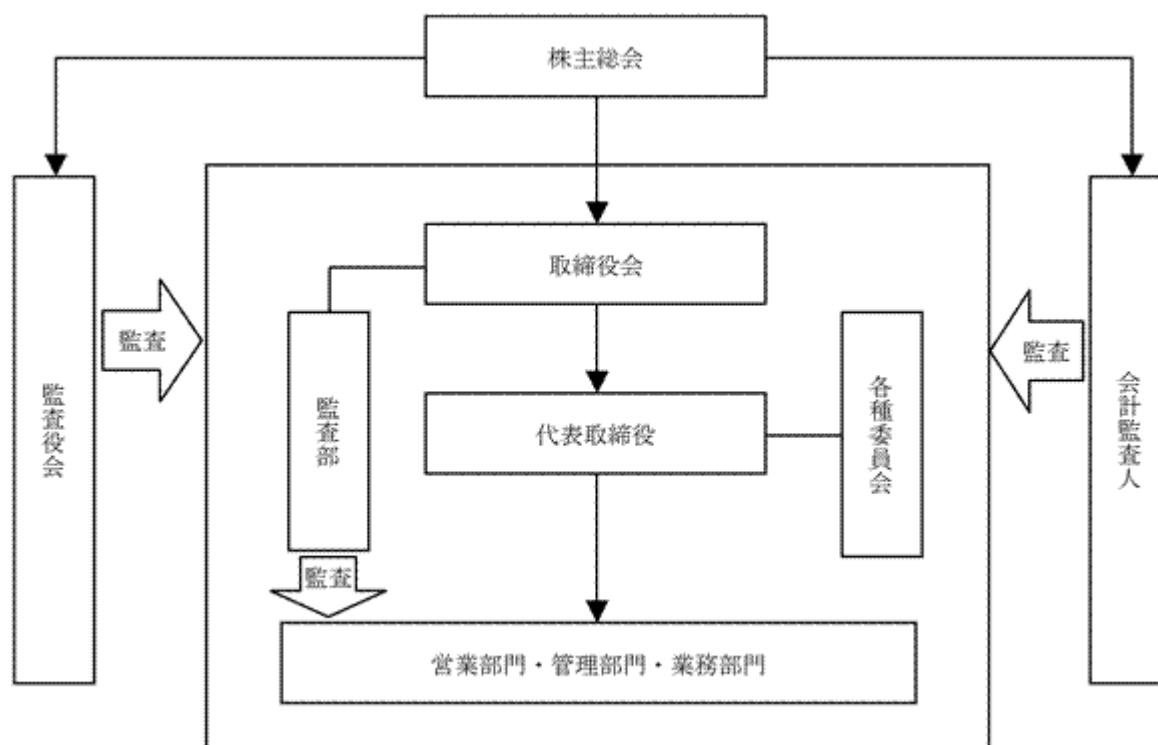 株主総会
取締役会
監査
監査
監査役会
監査部
代表取締役
各種委員会
会計監査人
監査
営業部門・管理部門・業務部門